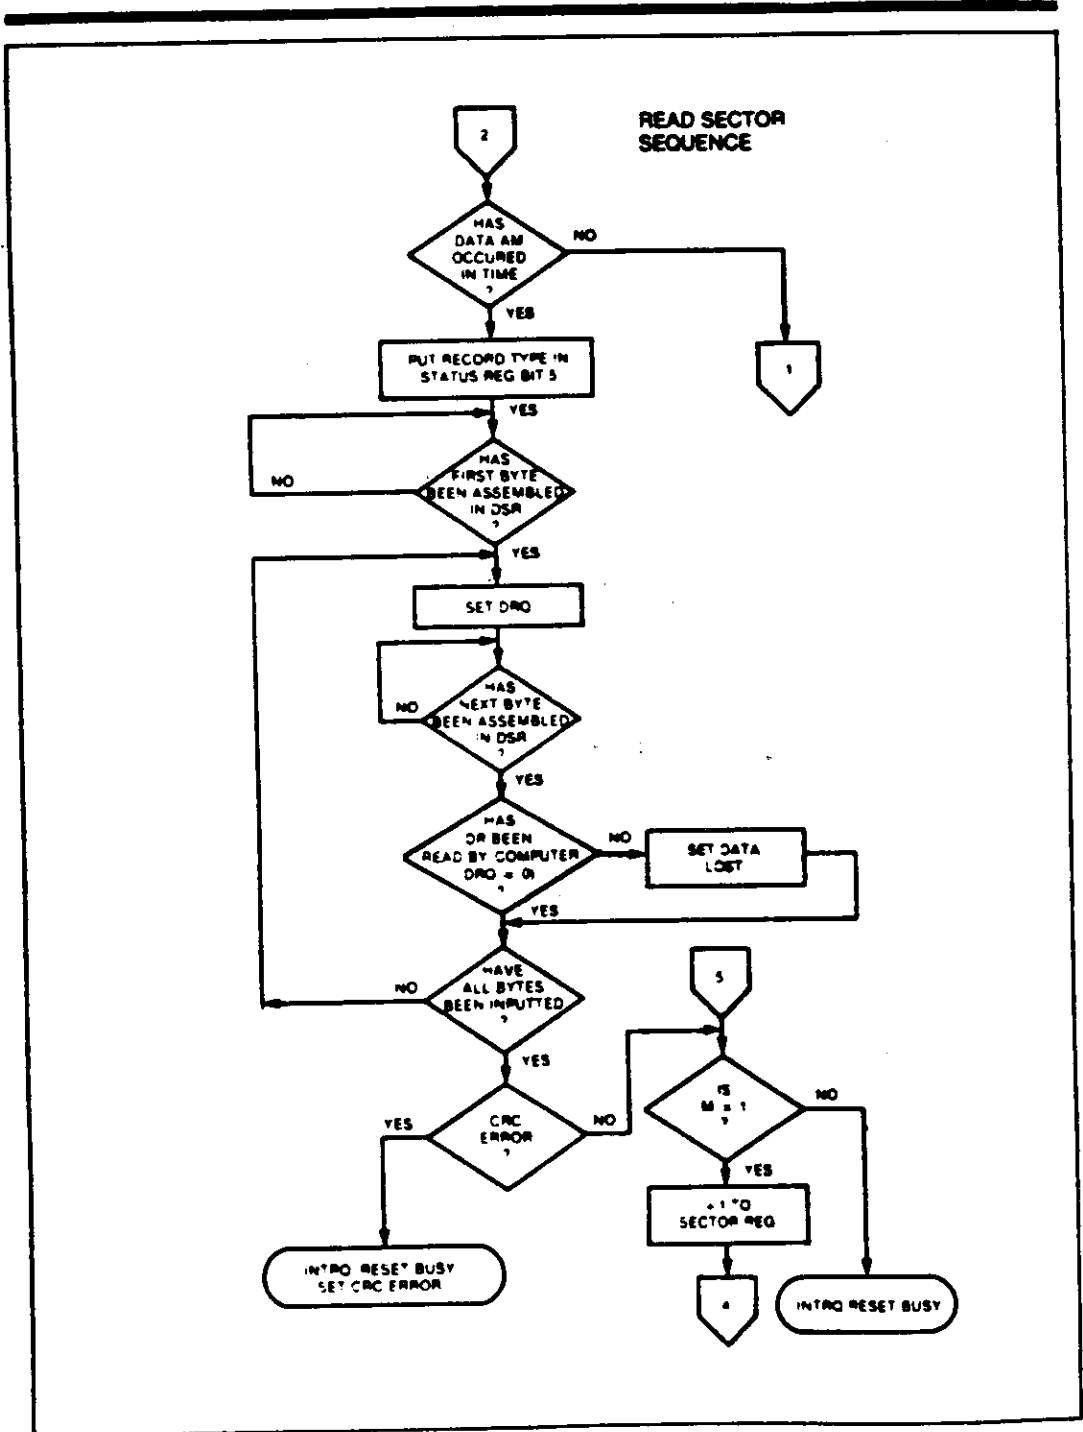 READ SECTOR
SEQUENCE
2
HAS
DATA AM
OCCURED
IN TIME
?
NO
YES
1
PUT RECORD TYPE IN
STATUS REG BIT 5
YES
HAS
FIRST BYTE
BEEN ASSEMBLED
IN DSR
?
NO
YES
SET DRQ
HAS
NEXT BYTE
BEEN ASSEMBLED
IN DSR
?
NO
YES
HAS
DR BEEN
READ BY COMPUTER
DRQ = 0)
?
NO
SET DATA
LOST
YES
HAVE
ALL BYTES
BEEN INPUTTED
?
NO
YES
5
CRC
ERROR
?
YES
NO
IS
M = 1
?
NO
YES
+ 1 TO
SECTOR REG
4
INTRQ RESET BUSY
SET CRC ERROR
INTRQ RESET BUSY